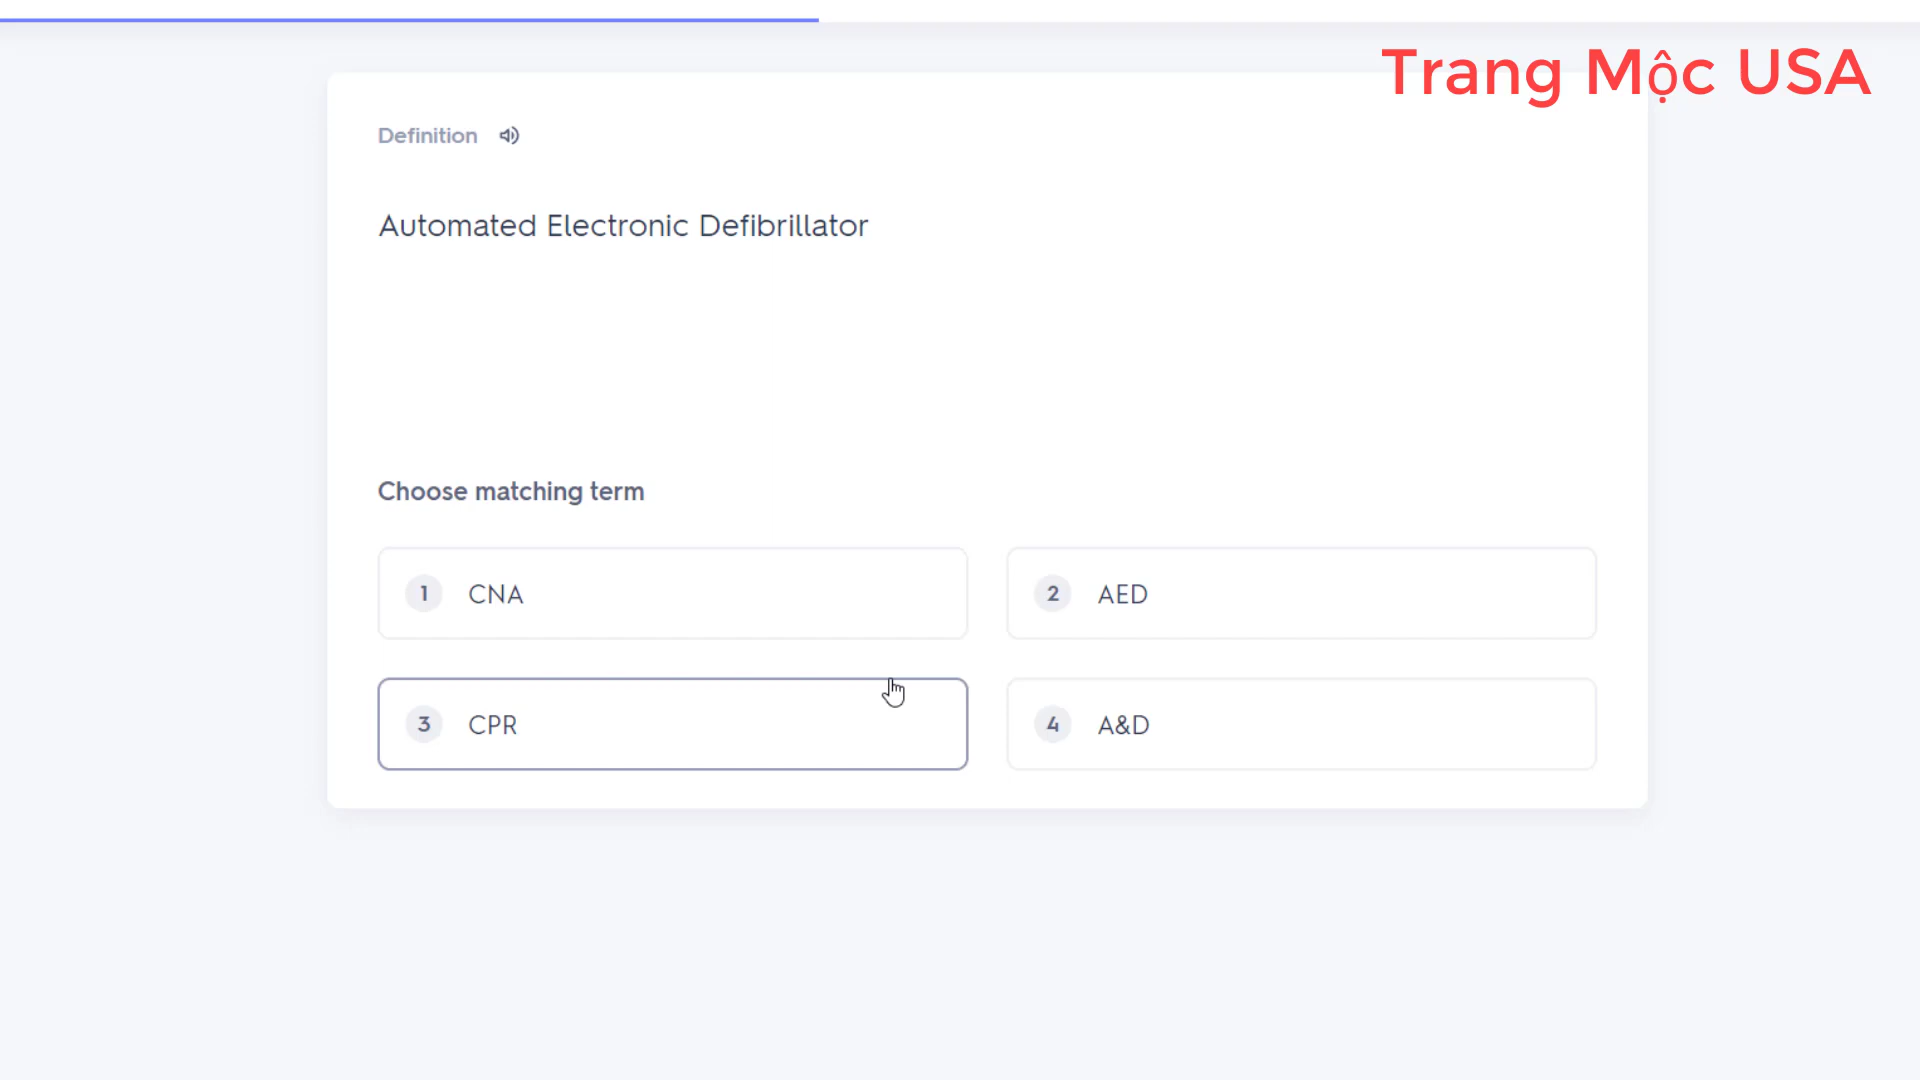 Trang Mộc USA
Definition
Automated Electronic Defibrillator
Choose matching term
1 CNA
2 AED
3 CPR
4 A&D